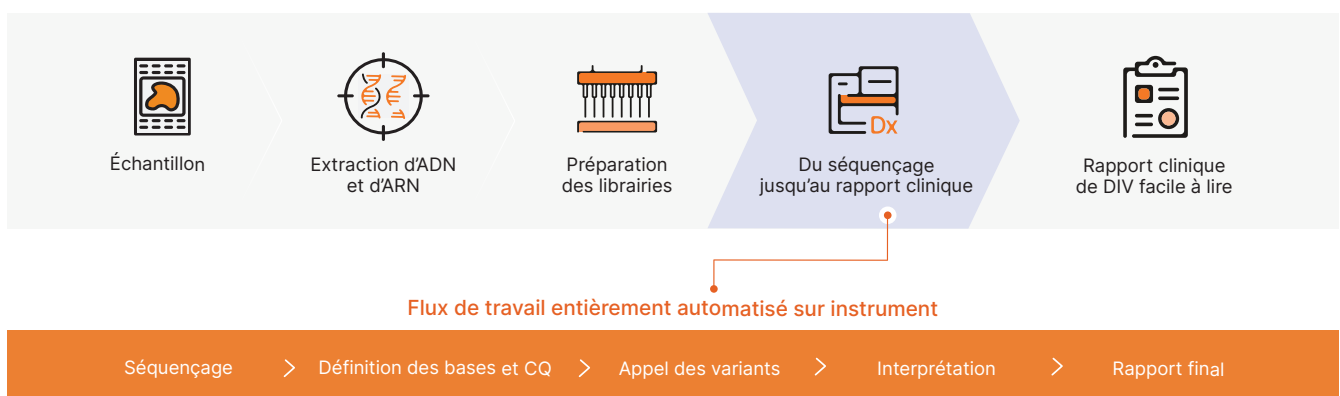 Dx
Échantillon
Extraction d’ADN
et d’ARN
Préparation
des librairies
Du séquençage
jusqu’au rapport clinique
Rapport clinique
de DIV facile à lire
Flux de travail entièrement automatisé sur instrument
Séquençage > Définition des bases et CQ > Appel des variants > Interprétation > Rapport final